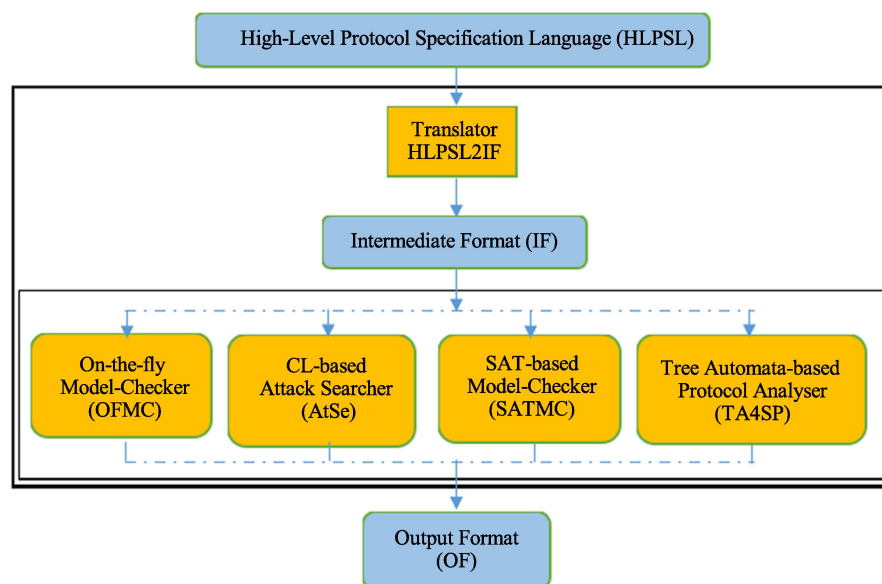 High-Level Protocol Specification Language (HLPSL)
Translator
HLPSL2IF
Intermediate Format (IF)
On-the-fly
Model-Checker
(OFMC)
CL-based
Attack Searcher
(AtSe)
SAT-based
Model-Checker
(SATMC)
Tree Automata-based
Protocol Analyser
(TA4SP)
Output Format
(OF)